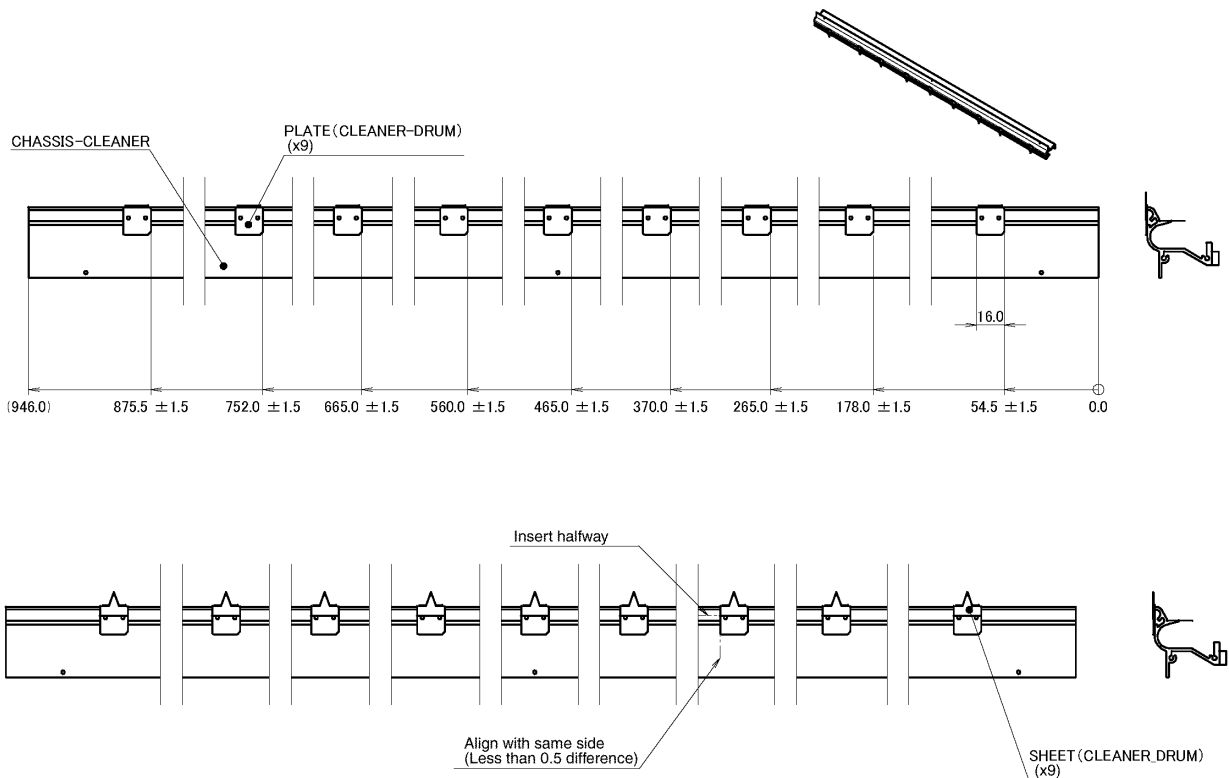 CHASSIS-CLEANER
PLATE(CLEANER-DRUM)
(x9)
16.0
(946.0) 875.5 ±1.5 752.0 ±1.5 665.0 ±1.5 560.0 ±1.5 465.0 ±1.5 370.0 ±1.5 265.0 ±1.5 178.0 ±1.5 54.5 ±1.5 0.0
Insert halfway
Align with same side
(Less than 0.5 difference)
SHEET(CLEANER_DRUM)
(x9)